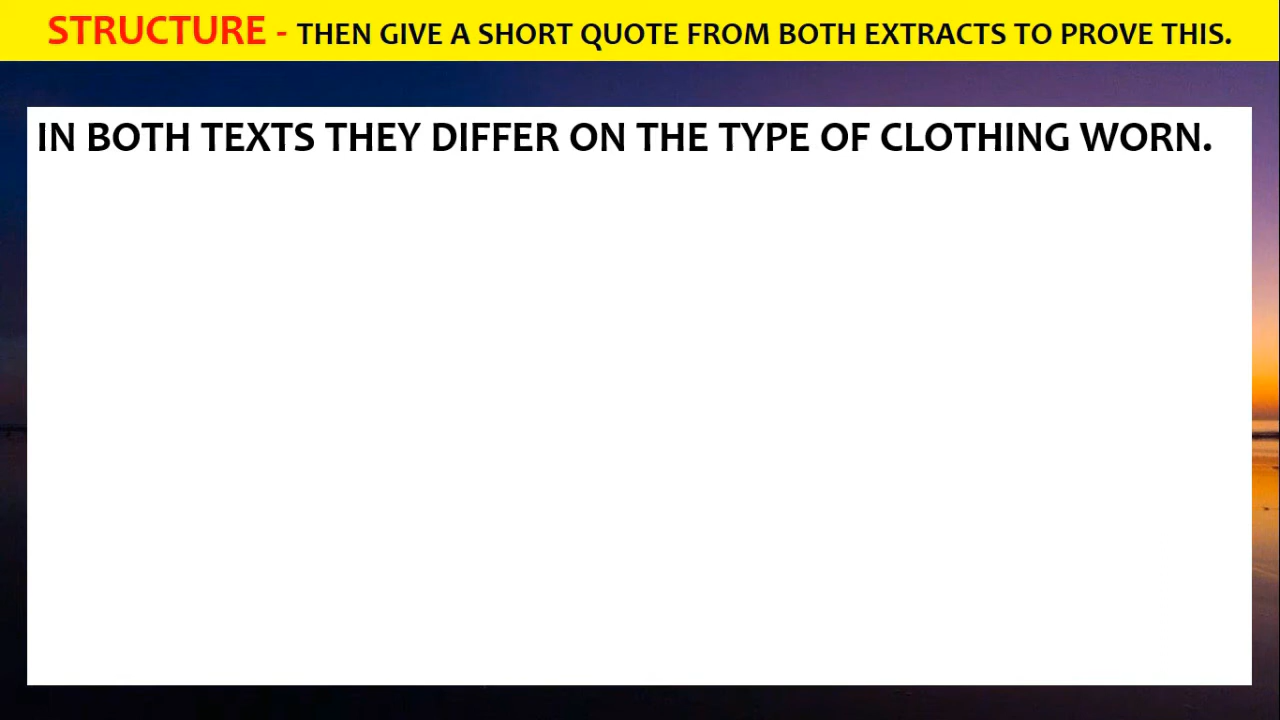 STRUCTURE - THEN GIVE A SHORT QUOTE FROM BOTH EXTRACTS TO PROVE THIS.
IN BOTH TEXTS THEY DIFFER ON THE TYPE OF CLOTHING WORN.